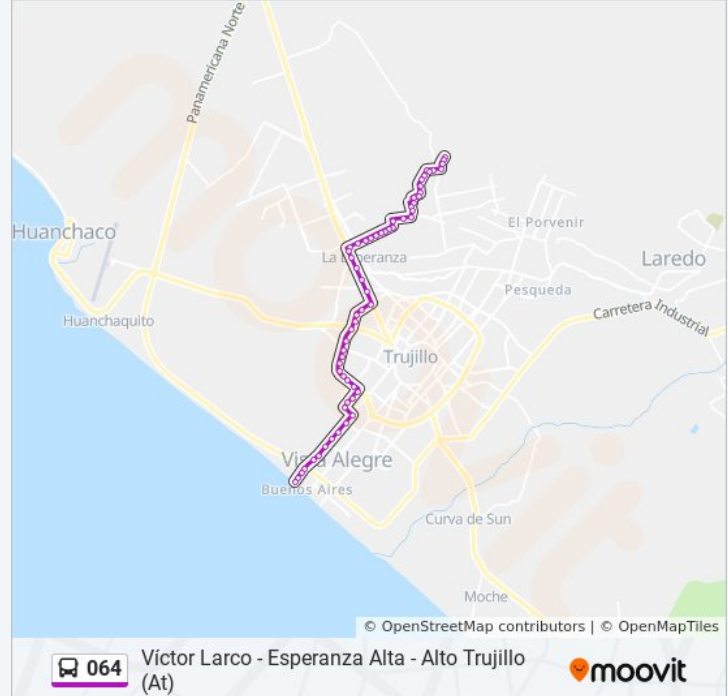 Panamericana Norte
Huanchaco
El Porvenir
La Esperanza
Laredo
Pesqueda
Huanchaquito
Carretera Industrial
Trujillo
Vista Alegre
Buenos Aires
Curva de Sun
Moche
© OpenStreetMap contributors | © OpenMapTiles
064 Víctor Larco - Esperanza Alta - Alto Trujillo
(At)
moovit
moovit